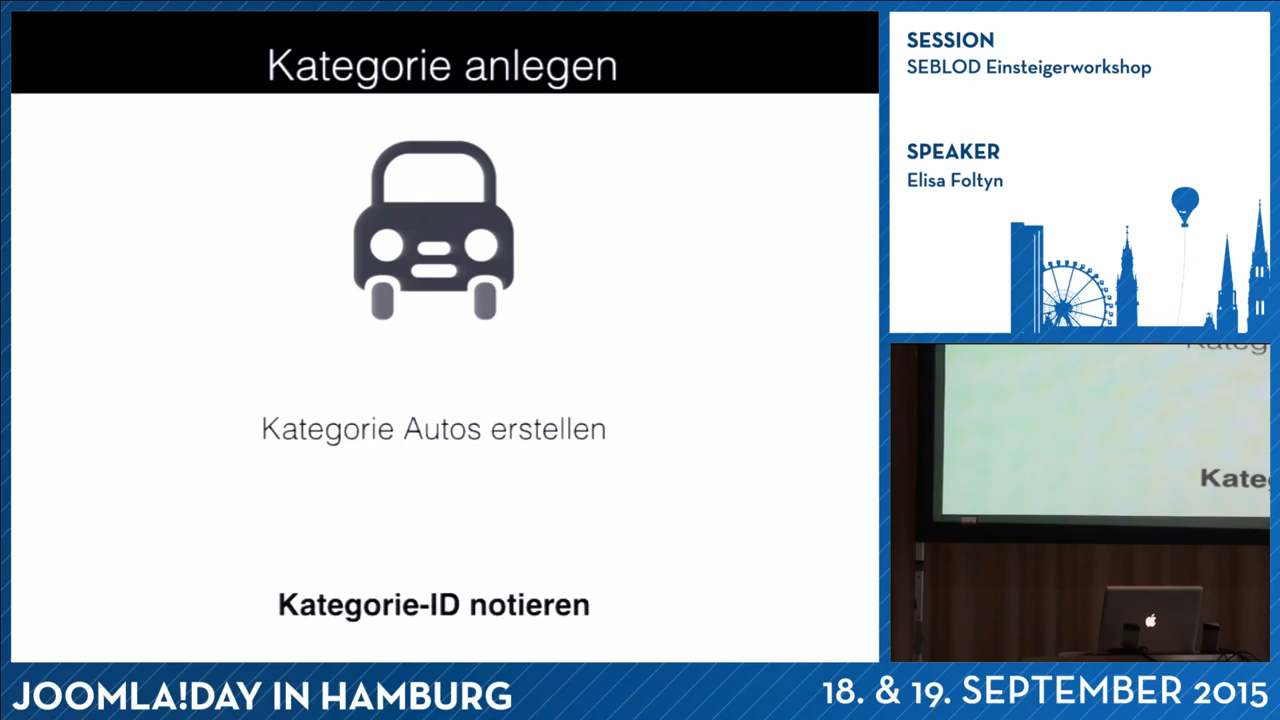 Kategorie anlegen
Kategorie Autos erstellen
Kategorie-ID notieren
SESSION
SEBLOD Einsteigerworkshop
SPEAKER
Elisa Foltyn
Kateg
Kate
JOOMLA!DAY IN HAMBURG
18. & 19. SEPTEMBER 2015